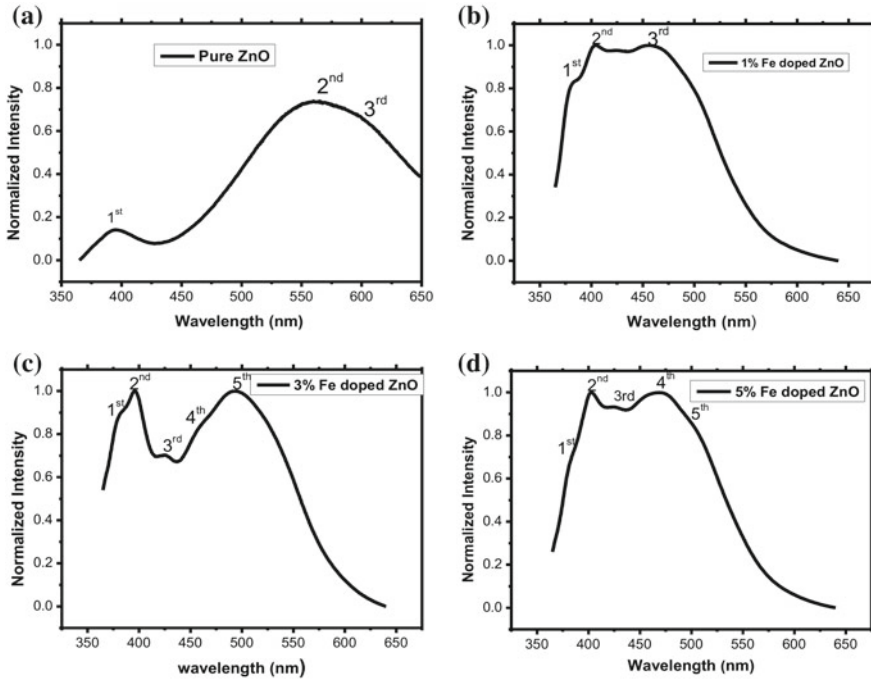 (a)
Pure ZnO
1st
2nd
3rd
Normalized Intensity
1.0
0.8
0.6
0.4
0.2
0.0
350 400 450 500 550 600 650
Wavelength (nm)
(b)
1% Fe doped ZnO
1st
2nd
3rd
Normalized Intensity
1.0
0.8
0.6
0.4
0.2
0.0
350 400 450 500 550 600 650
Wavelength (nm)
(c)
3% Fe doped ZnO
1st
2nd
3rd
4th
5th
Normalized Intensity
1.0
0.8
0.6
0.4
0.2
0.0
350 400 450 500 550 600 650
wavelength (nm)
(d)
5% Fe doped ZnO
1st
2nd
3rd
4th
5th
Normalized Intensity
1.0
0.8
0.6
0.4
0.2
0.0
350 400 450 500 550 600 650
Wavelength (nm)